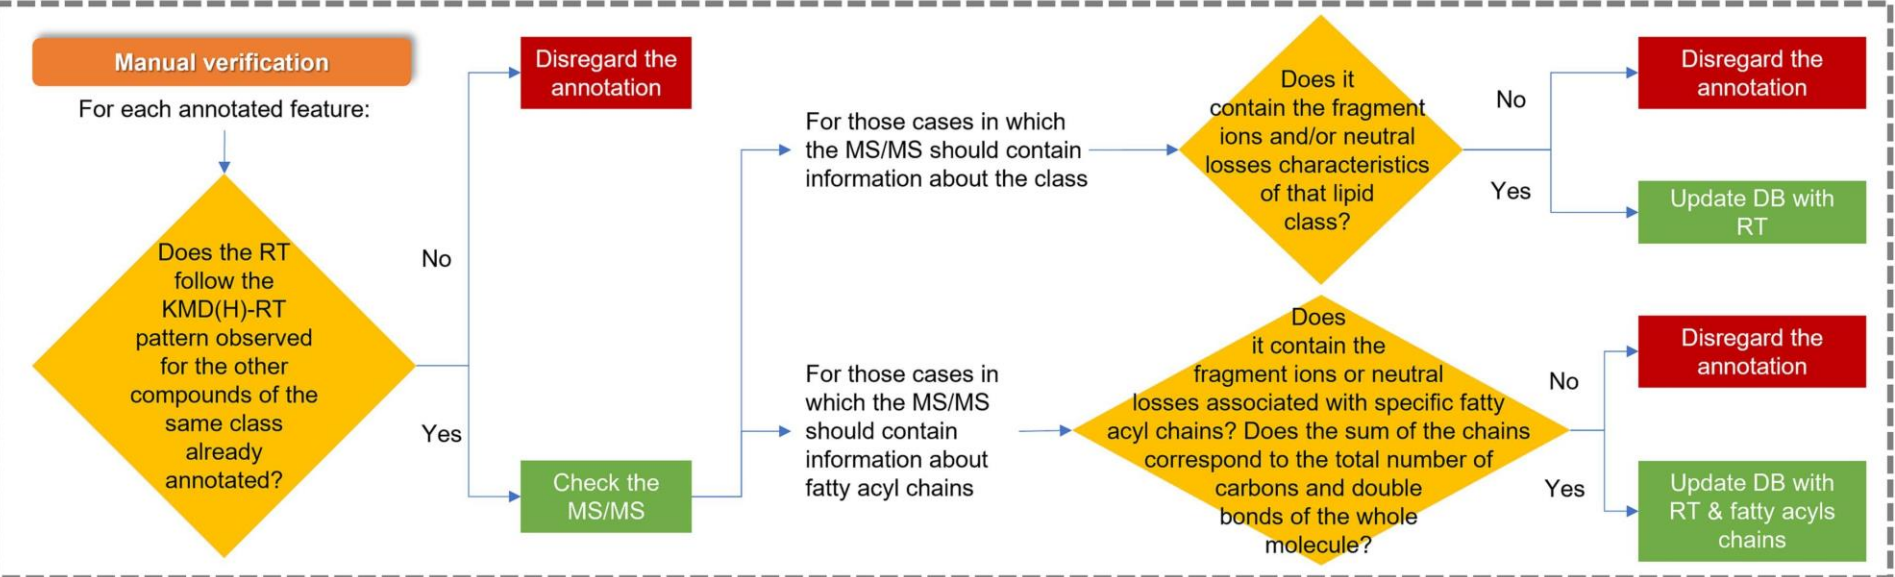 Manual verification
For each annotated feature:
Does the RT
follow the
KMD(H)-RT
pattern observed
for the other
compounds of the
same class
already
annotated?
No
Yes
Disregard the
annotation
Check the
MS/MS
For those cases in which
the MS/MS should contain
information about the class
Does it
contain the fragment
ions and/or neutral
losses characteristics
of that lipid
class?
No
Yes
Disregard the
annotation
Update DB with
RT
For those cases in
which the MS/MS
should contain
information about
fatty acyl chains
Does
it contain the
fragment ions or neutral
losses associated with specific fatty
acyl chains? Does the sum of the chains
correspond to the total number of
carbons and double
bonds of the whole
molecule?
No
Yes
Disregard the
annotation
Update DB with
RT & fatty acyls
chains